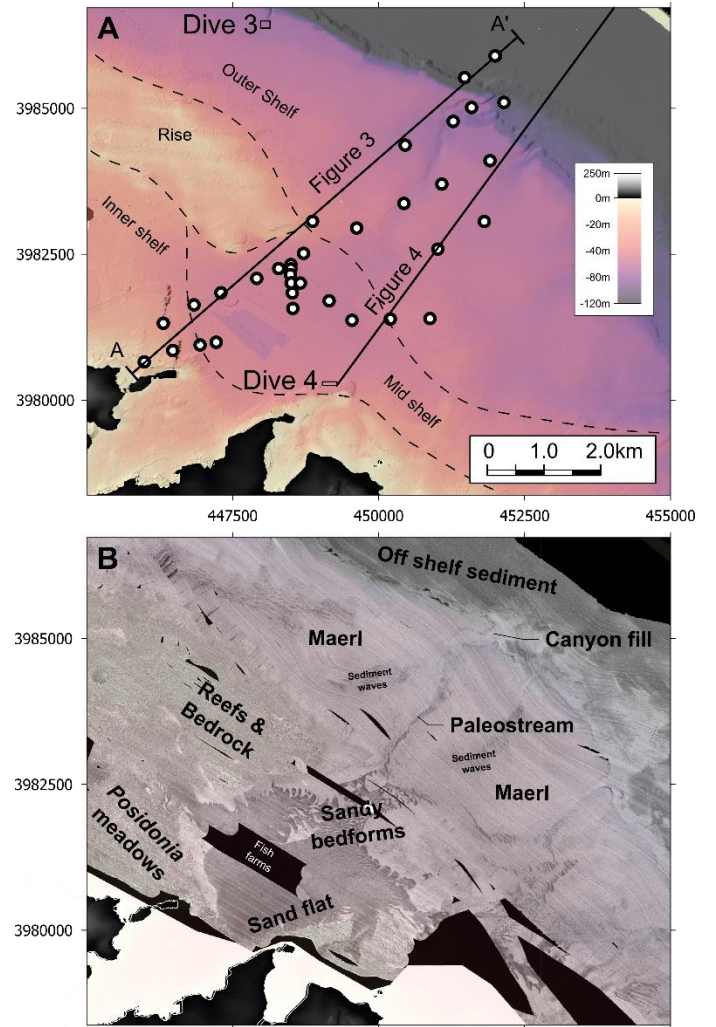 A
Dive 3
A'
3985000
Outer Shelf
Rise
Figure 3
250m
0m
-20m
-40m
-80m
-120m
Inner shelf
3982500
Figure 4
A
Dive 4
Mid shelf
3980000
0 1.0 2.0km
447500 450000 452500 455000
B
Off shelf sediment
3985000
Maerl
Canyon fill
Sediment
waves
Reefs &
Bedrock
Paleostream
Sediment
waves
3982500
Maerl
Posidonia
meadows
Sandy
bedforms
Fish
farms
Sand flat
3980000